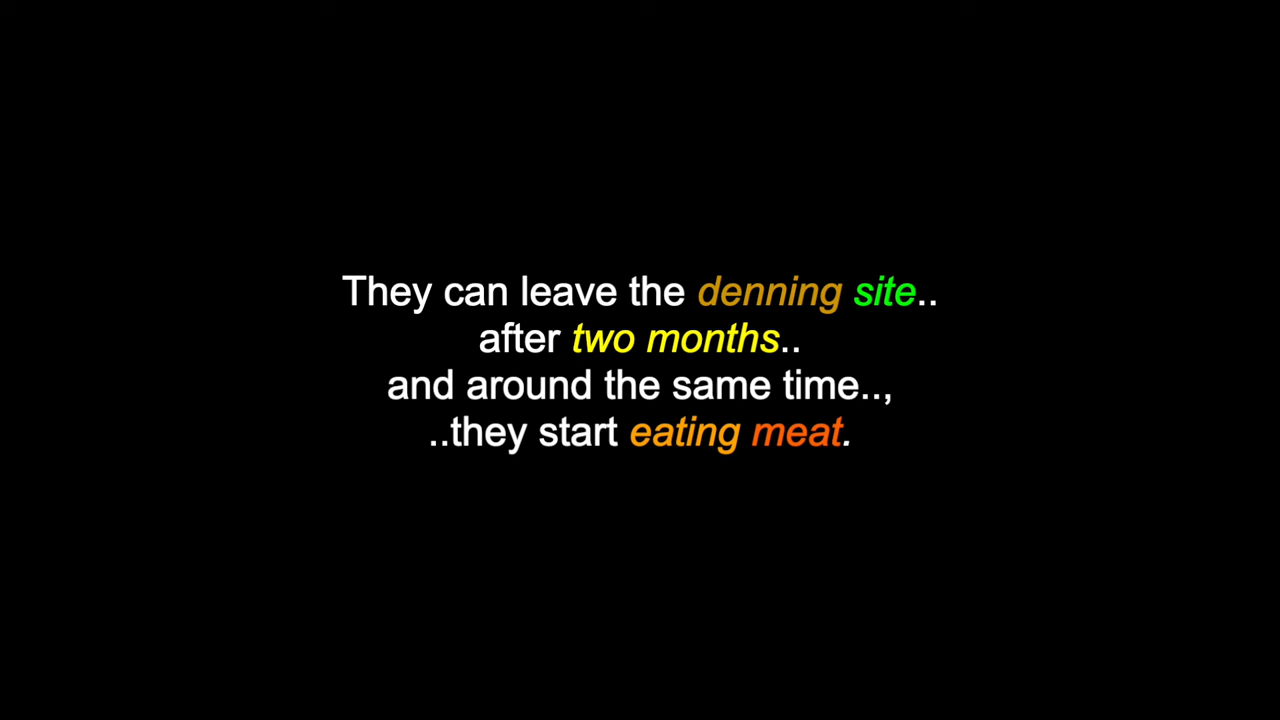 They can leave the denning site..
after two months..
and around the same time..,
..they start eating meat.